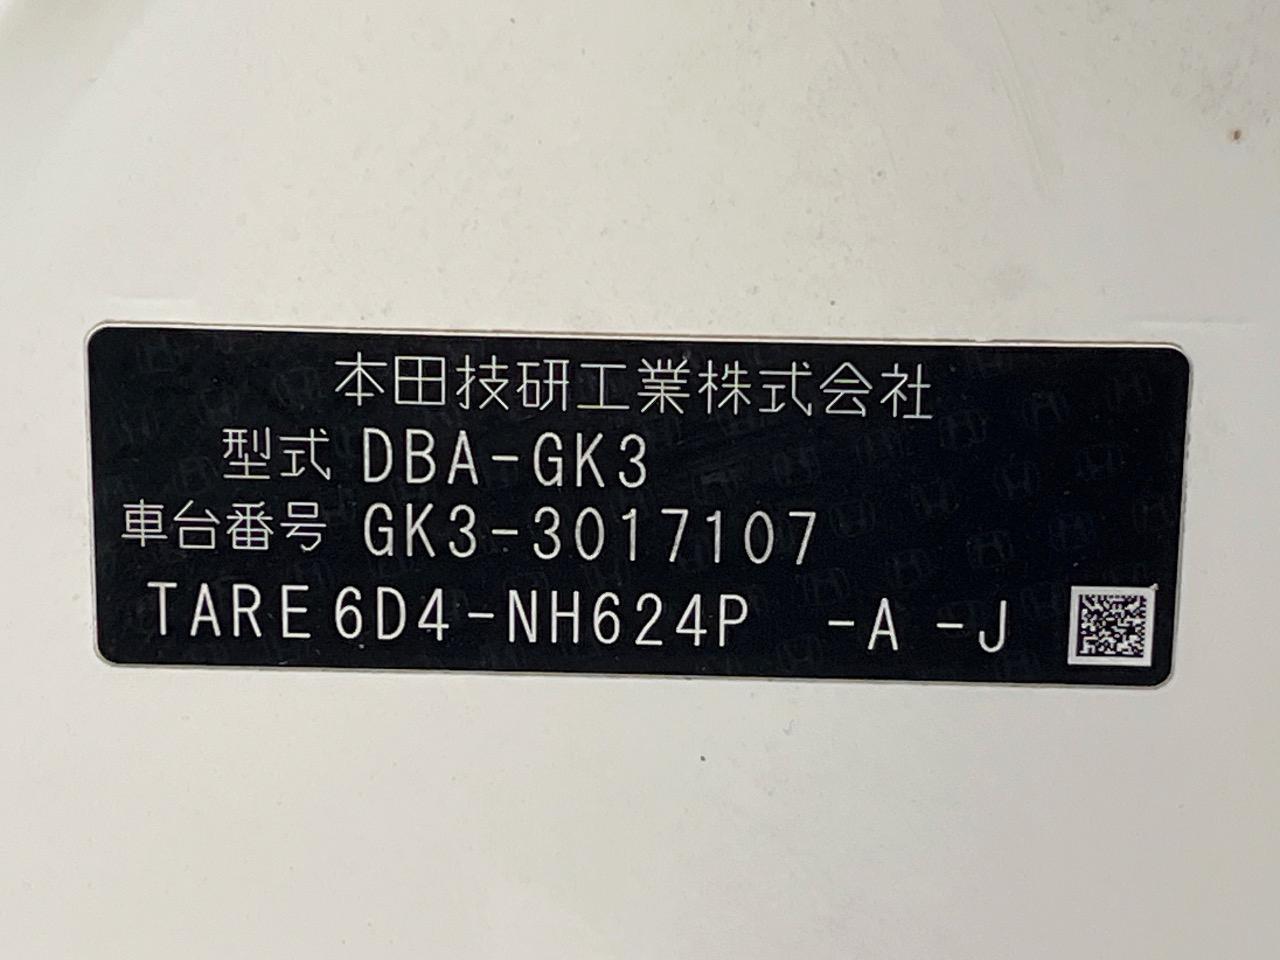 本田技研工業株式会社
型式 DBA-GK3
車台番号 GK3-3017107
TARE6D4-NH624P -A -J